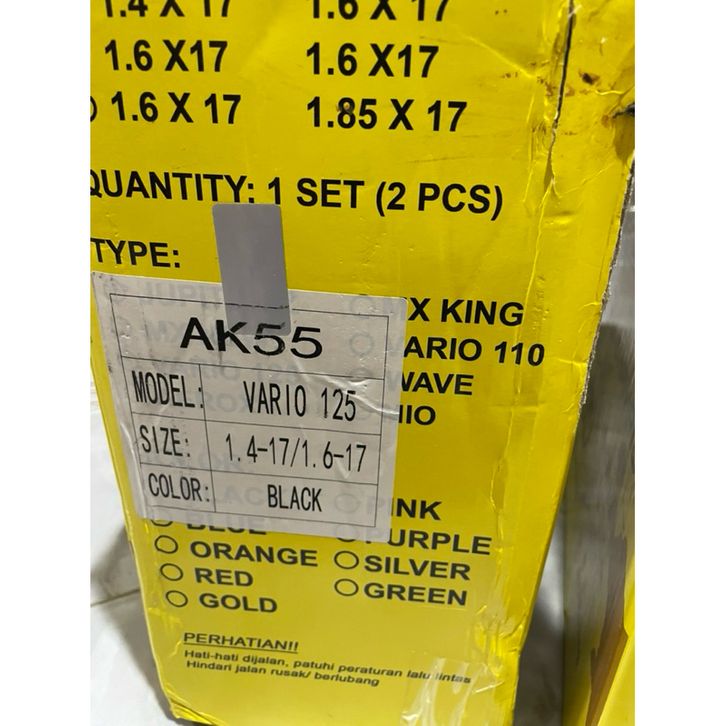 1.4 X 17 1.6 X 17
1.6 X17 1.6 X17
1.6 X 17 1.85 X 17
QUANTITY: 1 SET (2 PCS)
TYPE:
AK55
MODEL: VARIO 125
SIZE: 1.4-17/1.6-17
COLOR: BLACK
MX KING
VARIO 110
WAVE
MIO
PINK
BLUE PURPLE
ORANGE SILVER
RED GREEN
GOLD
PERHATIAN!!
Hati-hati dijalan, patuhi peraturan lalu lintas
Hindari jalan rusak/ berlubang